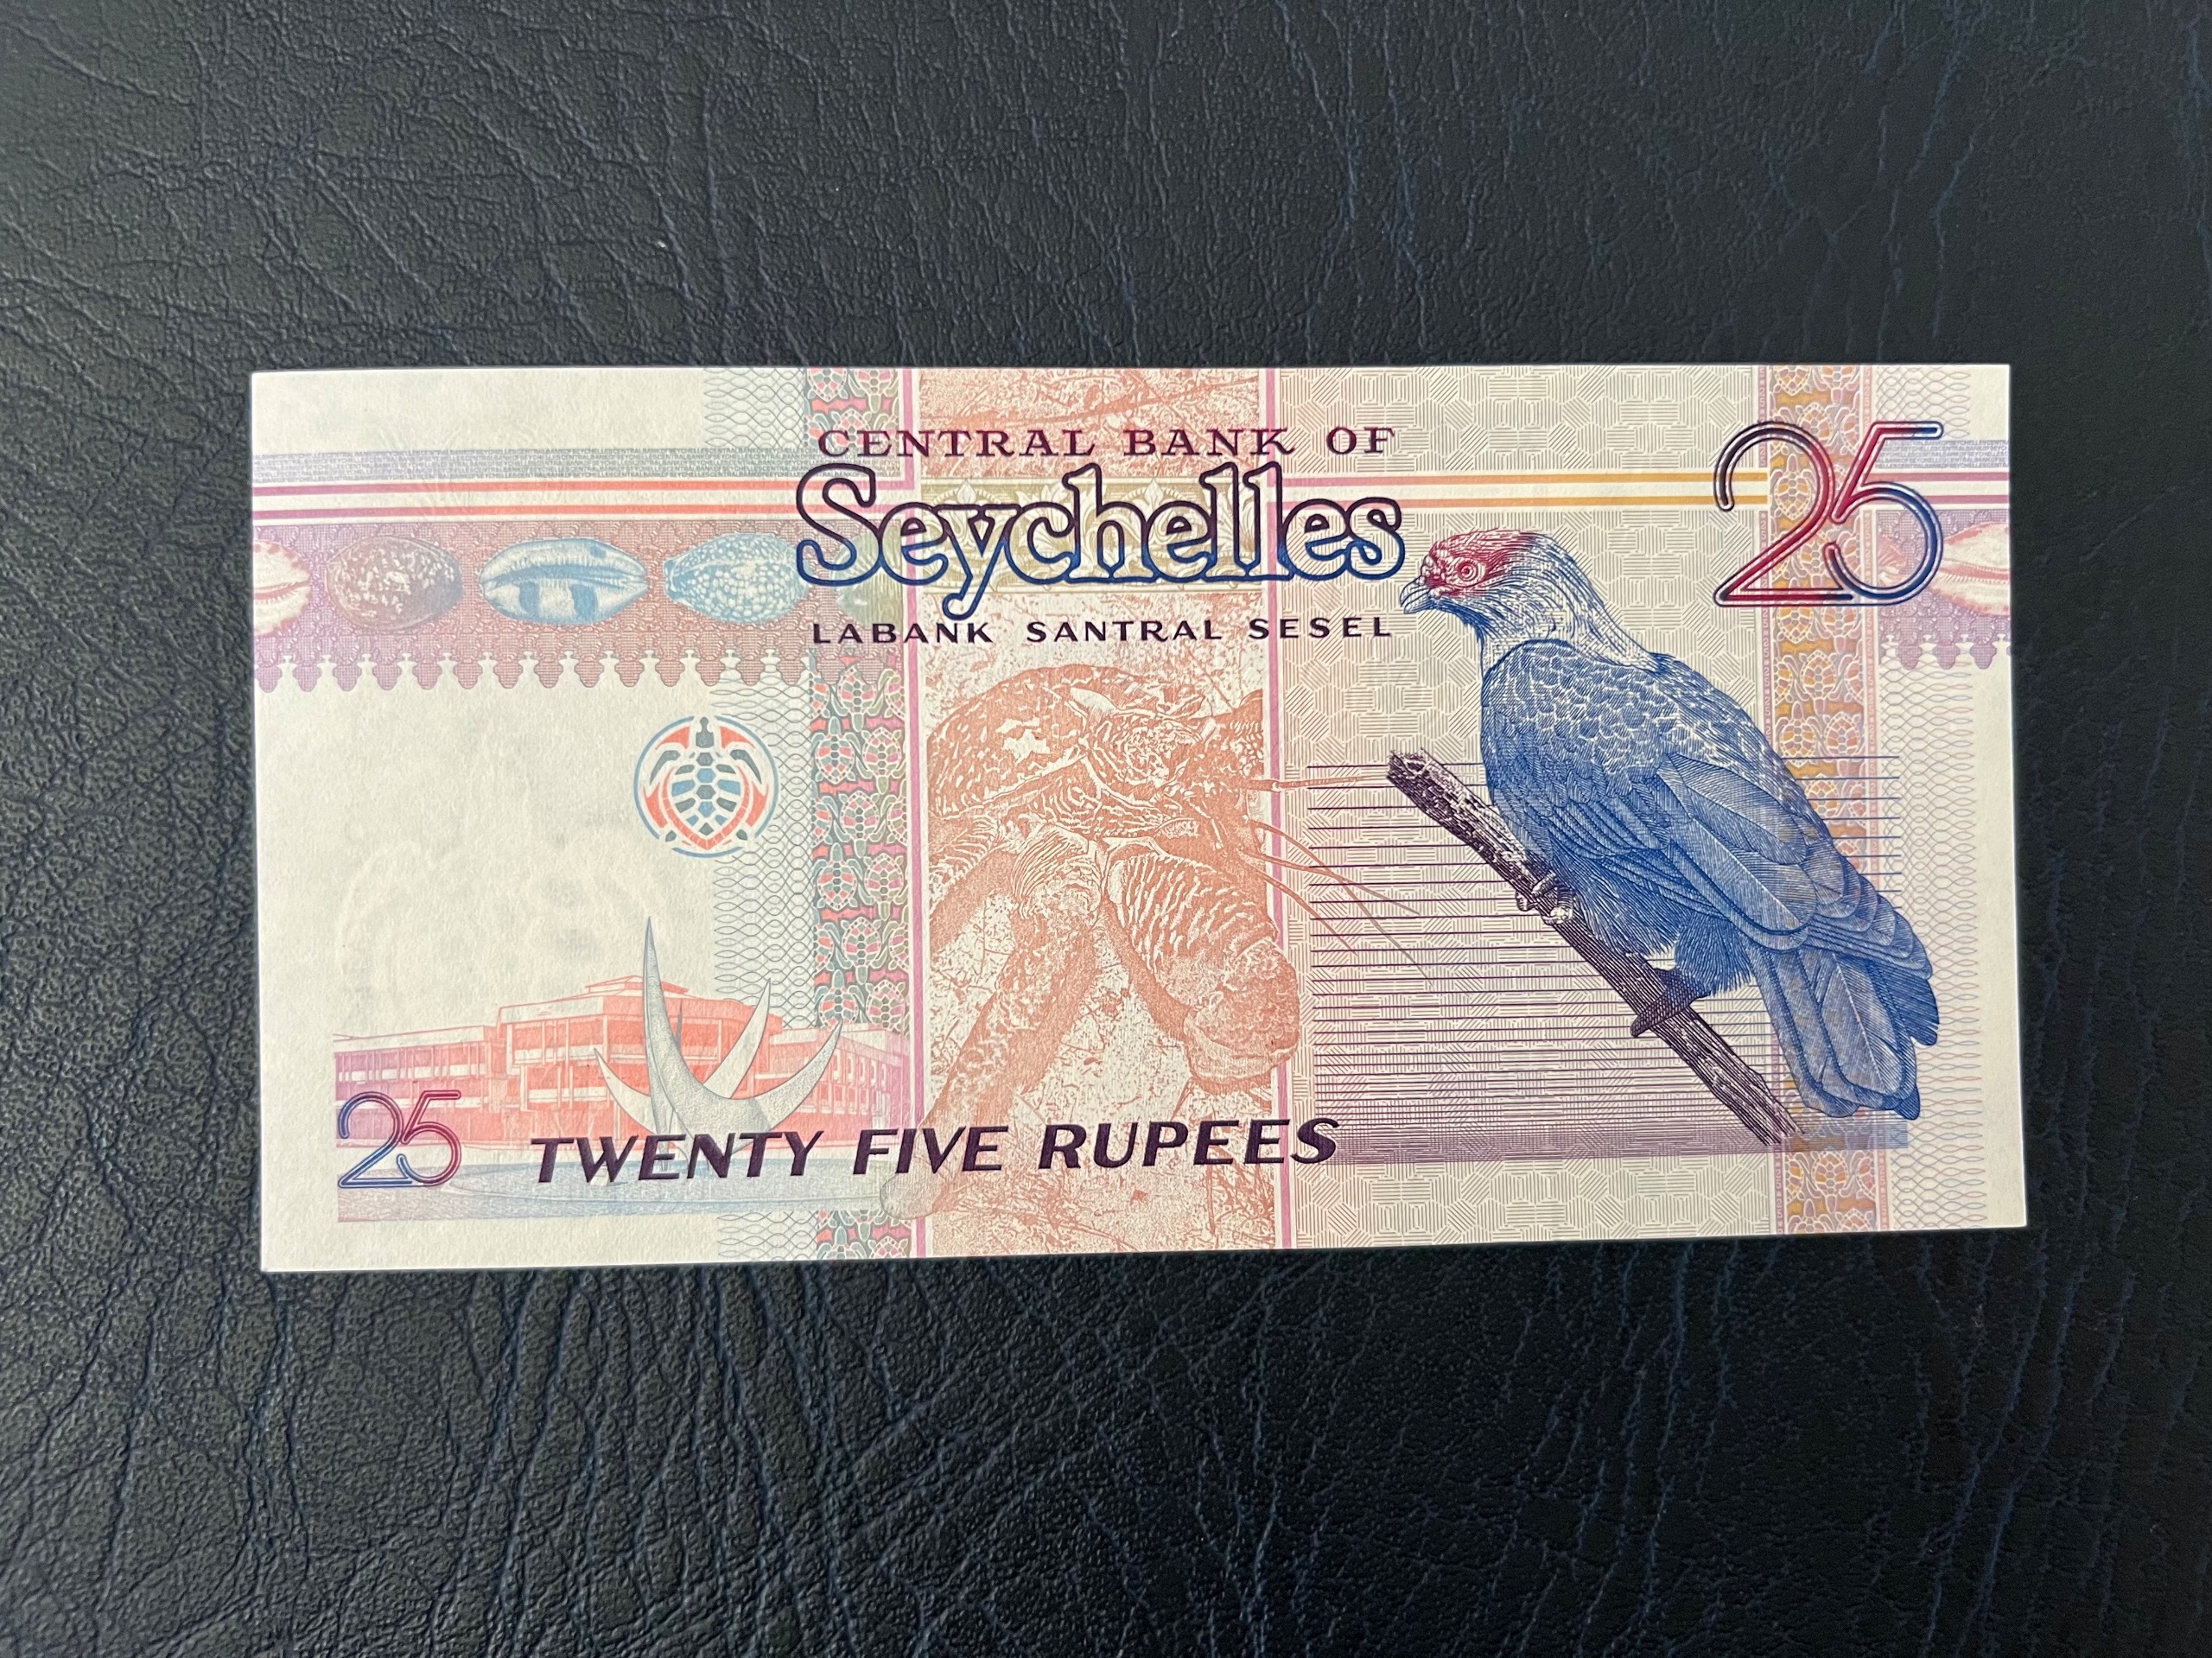 CENTRAL BANK OF
Seychelles
LABANK SANTRAL SESEL
25
25
TWENTY FIVE RUPEES